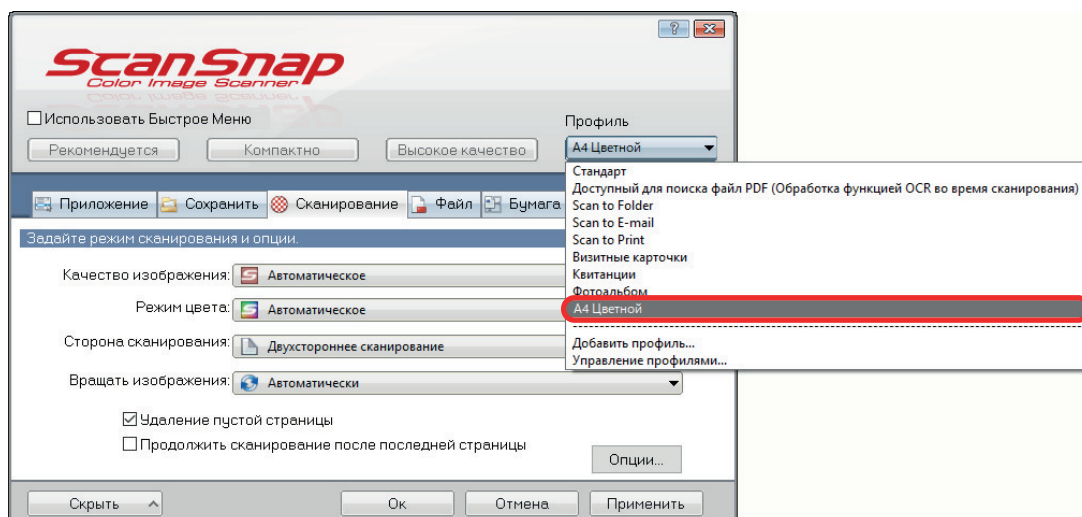 ScanSnap
Color Image Scanner
Использовать Быстрое Меню
Профиль
Рекомендуется
Компактно
Высокое качество
А4 Цветной
Стандарт
Доступный для поиска файл PDF (Обработка функцией OCR во время сканирования)
Scan to Folder
Scan to E-mail
Scan to Print
Визитные карточки
Квитанции
Фотоальбом
А4 Цветной
Добавить профиль...
Управление профилями...
Приложение
Сохранить
Сканирование
Файл
Бумага
Задайте режим сканирования и опции.
Качество изображения: Автоматическое
Режим цвета: Автоматическое
Сторона сканирования: Двухстороннее сканирование
Вращать изображения: Автоматически
Удаление пустой страницы
Продолжить сканирование после последней страницы
Опции...
Скрыть
Ок
Отмена
Применить